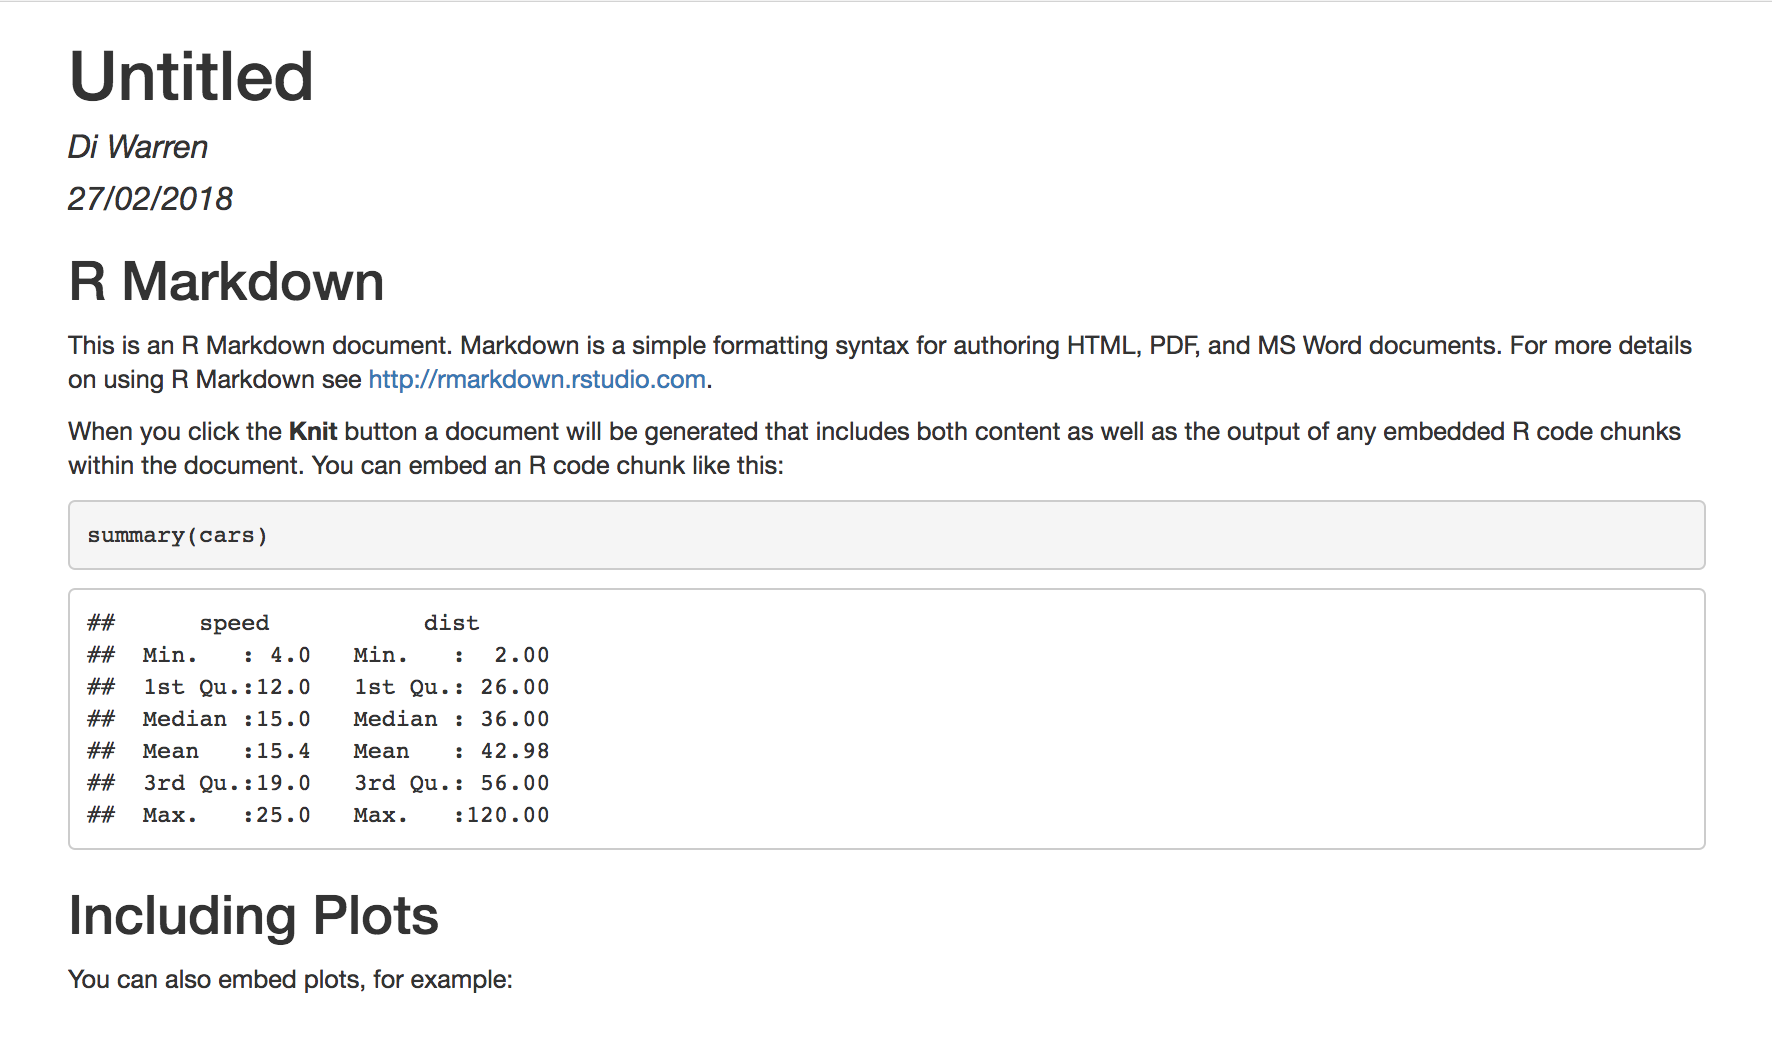 Untitled
Di Warren
27/02/2018
R Markdown
This is an R Markdown document. Markdown is a simple formatting syntax for authoring HTML, PDF, and MS Word documents. For more details
on using R Markdown see http://rmarkdown.rstudio.com.
When you click the Knit button a document will be generated that includes both content as well as the output of any embedded R code chunks
within the document. You can embed an R code chunk like this:
summary(cars)
##      speed           dist
##  Min.   : 4.0   Min.   :  2.00
##  1st Qu.:12.0   1st Qu.: 26.00
##  Median :15.0   Median : 36.00
##  Mean   :15.4   Mean   : 42.98
##  3rd Qu.:19.0   3rd Qu.: 56.00
##  Max.   :25.0   Max.   :120.00
Including Plots
You can also embed plots, for example: